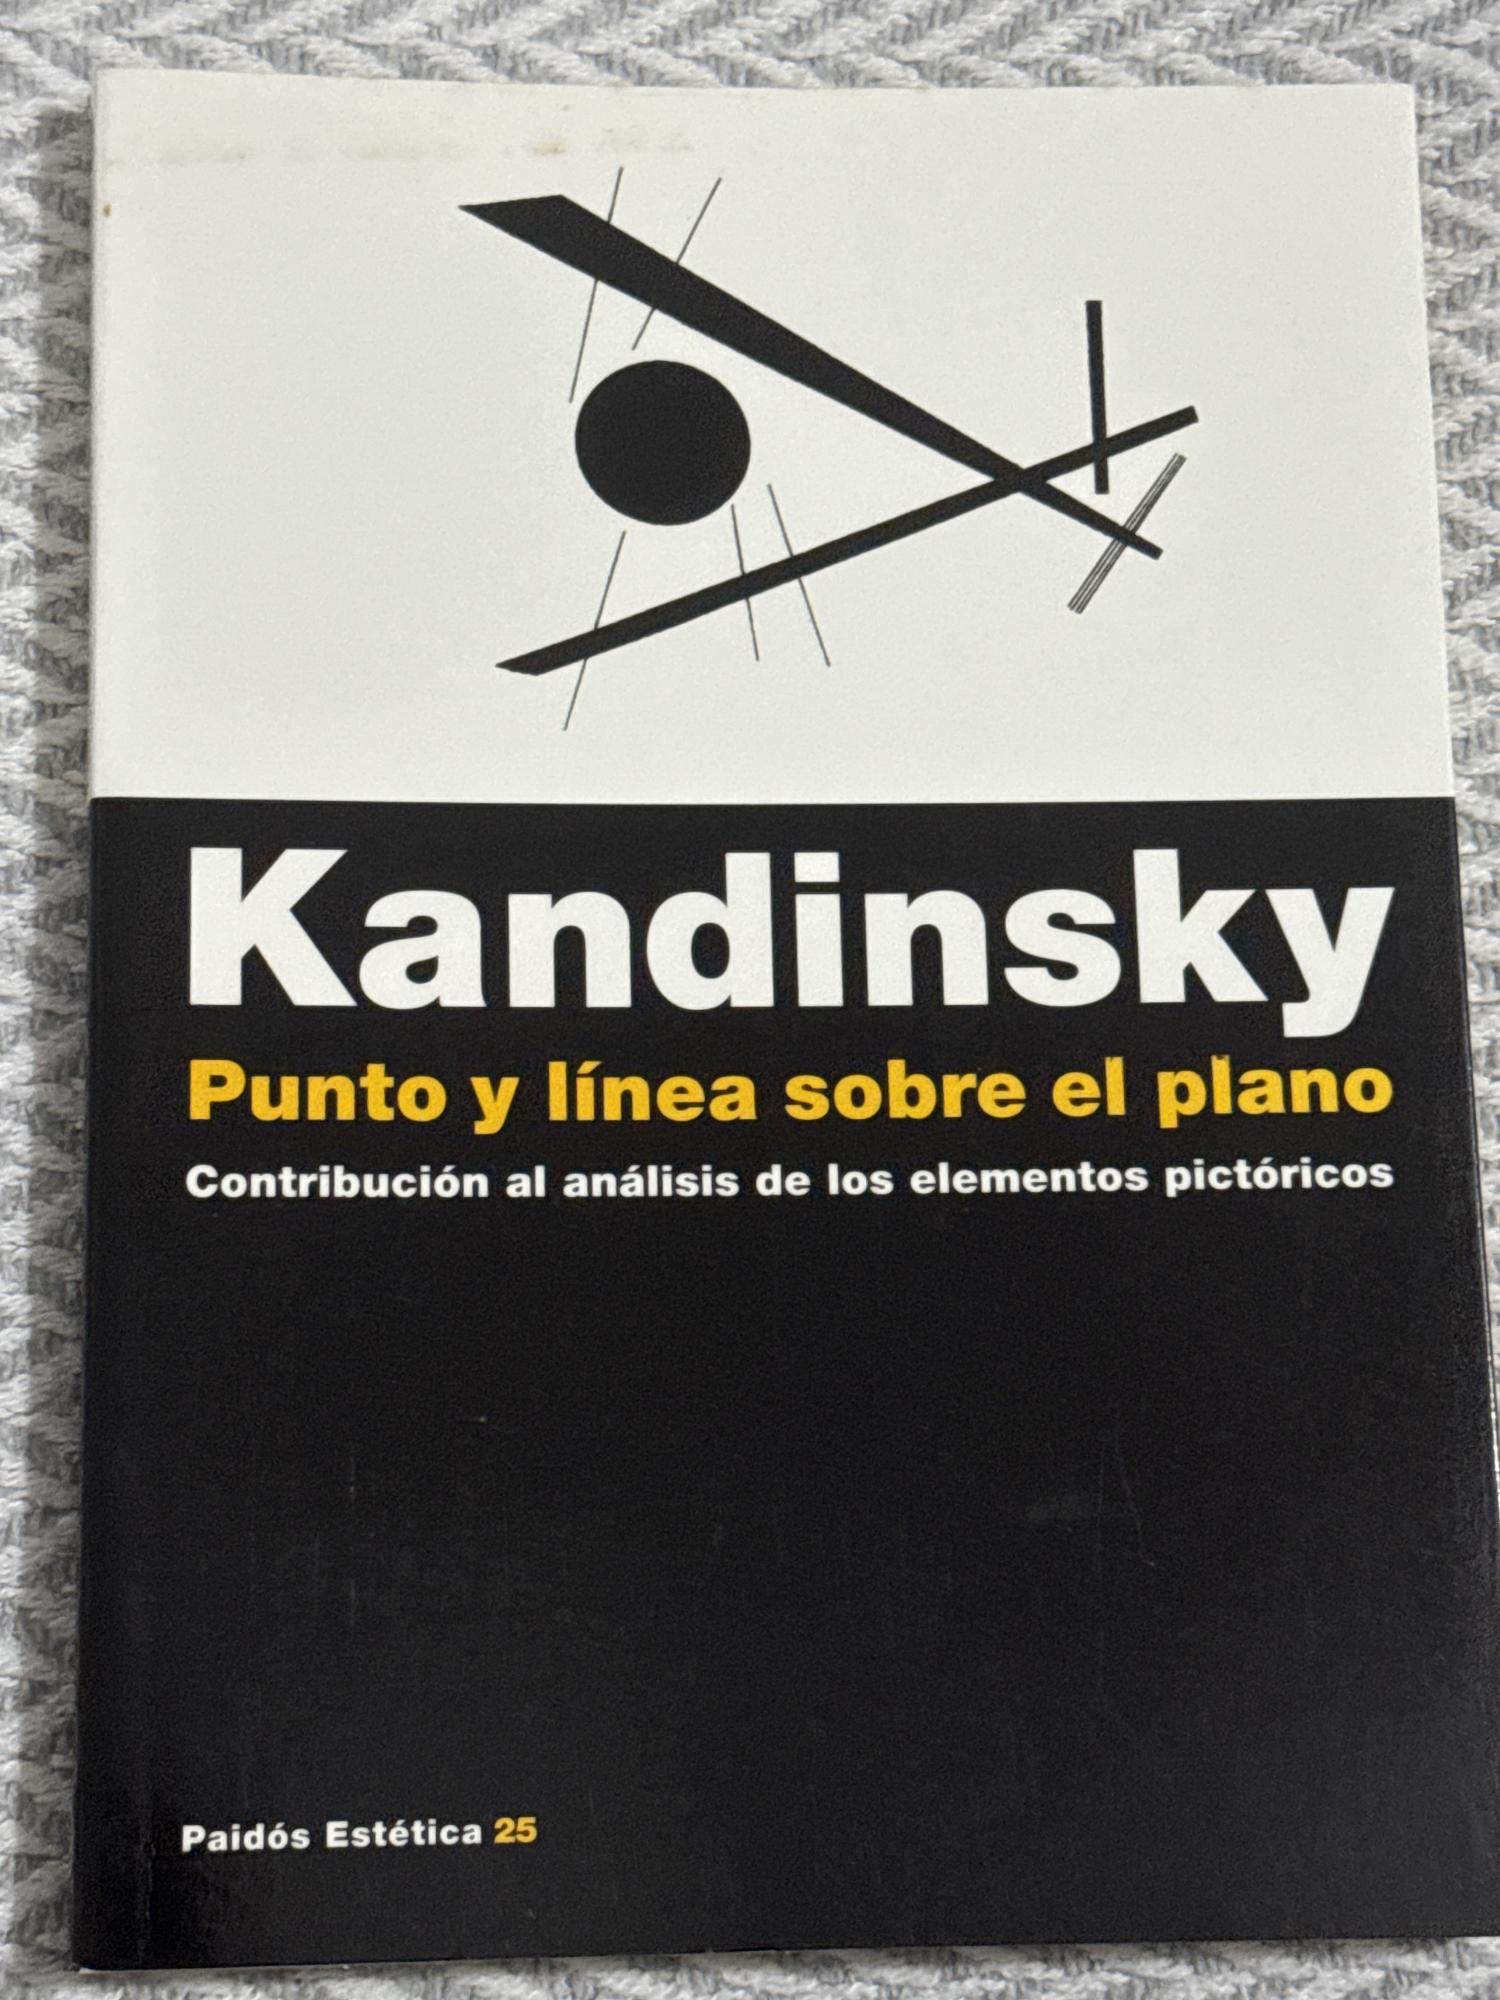 Kandinsky
Punto y línea sobre el plano
Contribución al análisis de los elementos pictóricos
Paidós Estética 25